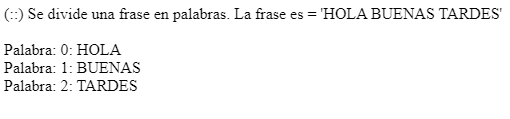 (::) Se divide una frase en palabras. La frase es = 'HOLA BUENAS TARDES'
Palabra: 0: HOLA
Palabra: 1: BUENAS
Palabra: 2: TARDES